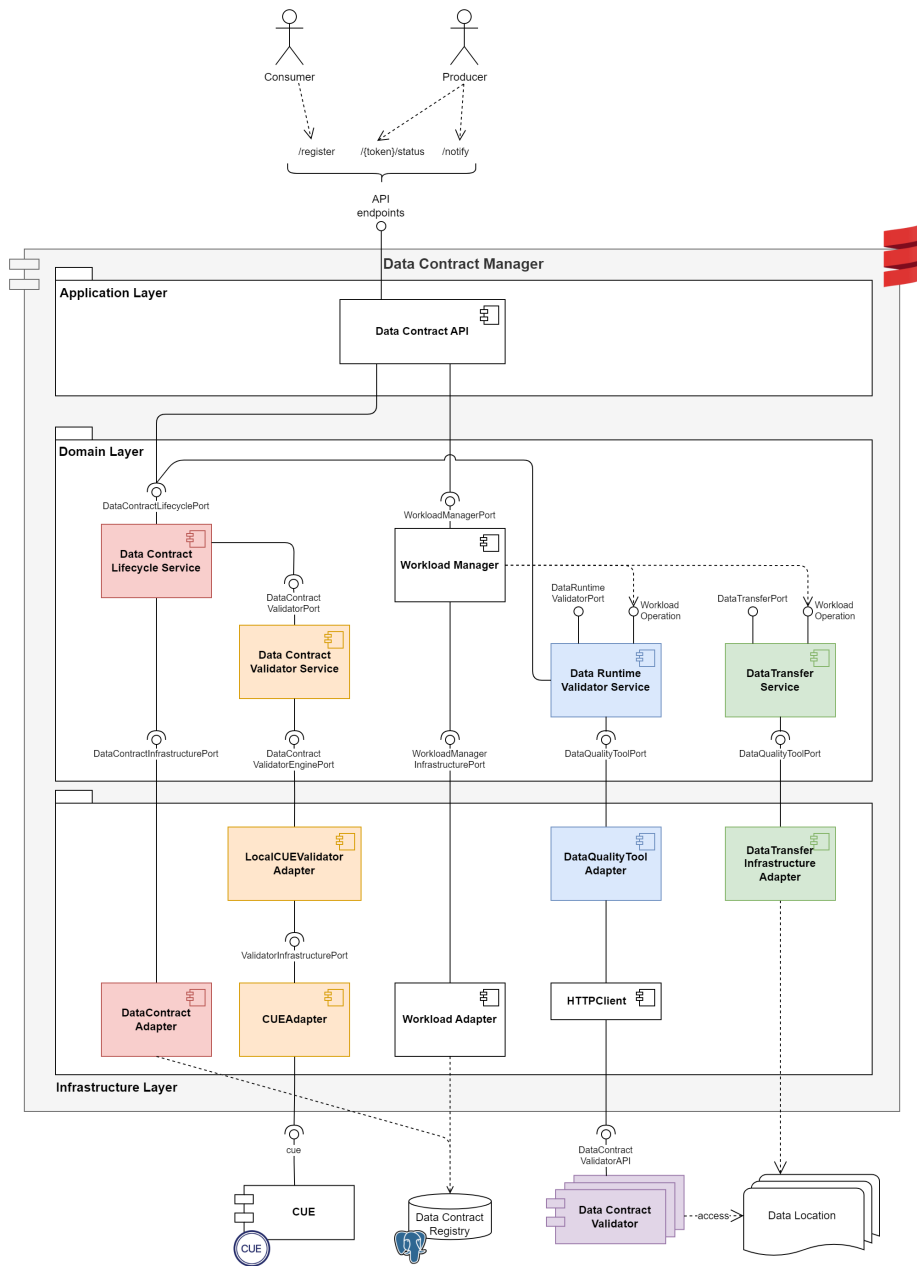 Consumer
Producer
/register
/{token}/status
/notify
API
endpoints
Data Contract Manager
Application Layer
Data Contract API
Domain Layer
DataContractLifecyclePort
WorkloadManagerPort
Data Contract
Lifecycle Service
Workload Manager
DataContract
ValidatorPort
DataRuntime
ValidatorPort
Workload
Operation
DataTransferPort
Workload
Operation
Data Contract
Validator Service
Data Runtime
Validator Service
DataTransfer
Service
DataContractInfrastructurePort
DataContract
ValidatorEnginePort
WorkloadManager
InfrastructurePort
DataQualityToolPort
DataQualityToolPort
LocalCUEValidator
Adapter
DataQualityTool
Adapter
DataTransfer
Infrastructure
Adapter
ValidatorInfrastructurePort
DataContract
Adapter
CUEAdapter
Workload Adapter
HTTPClient
Infrastructure Layer
cue
DataContract
ValidatorAPI
CUE
CUE
Data Contract
Registry
Data Contract
Validator
access
Data Location